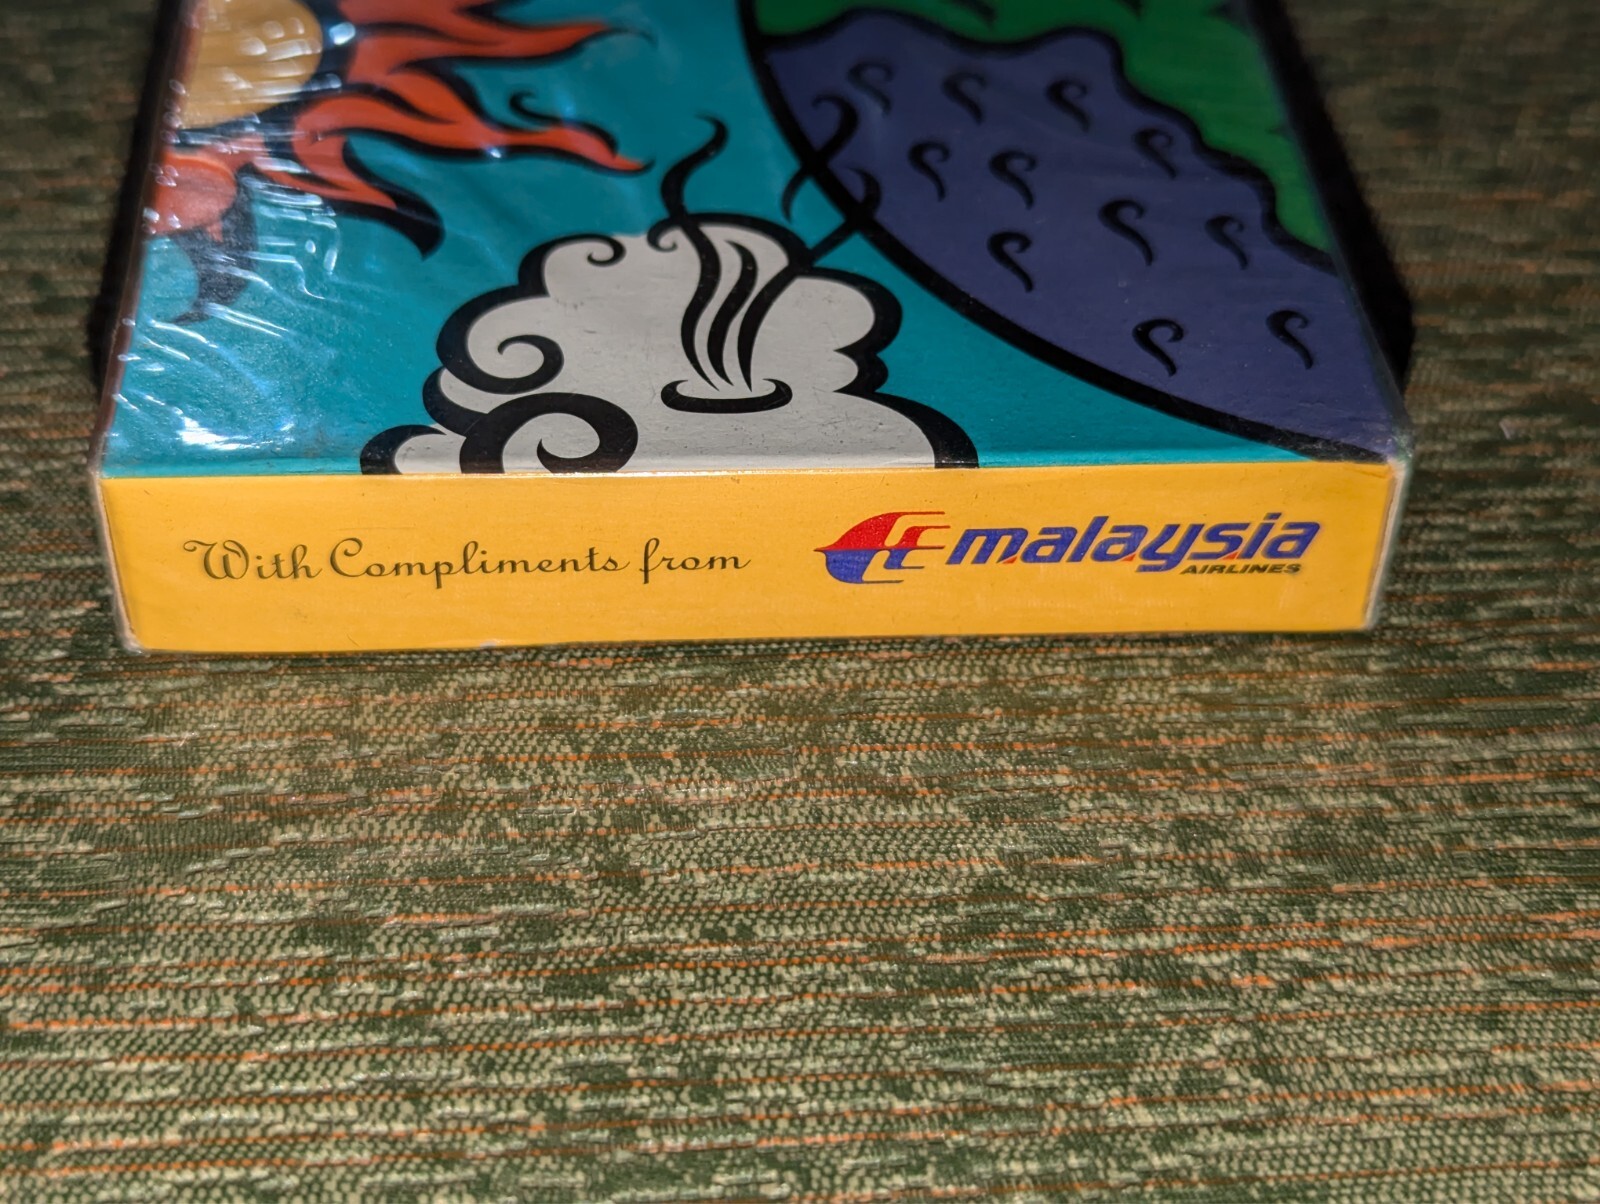 With Compliments from malaysia
AIRLINES